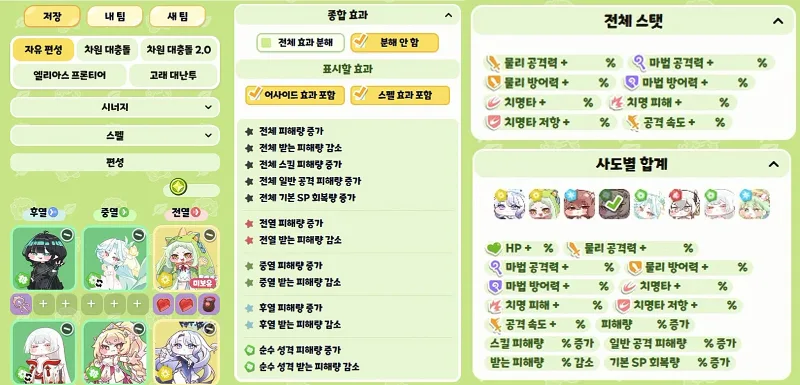 저장 내 팀 새 팀
자유 편성 차원 대충돌 차원 대충돌 2.0
엘리아스 프론티어 고래 대난투
시너지
스펠
편성
후열 중열 전열
미보유
종합 효과
전체 효과 분해 분해 안 함
표시할 효과
어사이드 효과 포함 스펠 효과 포함
전체 피해량 증가
전체 받는 피해량 감소
전체 스킬 피해량 증가
전체 일반 공격 피해량 증가
전체 기본 SP 회복량 증가
전열 피해량 증가
전열 받는 피해량 감소
중열 피해량 증가
중열 받는 피해량 감소
후열 피해량 증가
후열 받는 피해량 감소
순수 성격 피해량 증가
순수 성격 받는 피해량 감소
전체 스탯
물리 공격력 + % 마법 공격력 + %
물리 방어력 + % 마법 방어력 + %
치명타 + % 치명 피해 + %
치명타 저항 + % 공격 속도 + %
사도별 합계
HP + % 물리 공격력 + %
마법 공격력 + % 물리 방어력 + %
마법 방어력 + % 치명타 + %
치명 피해 + % 치명타 저항 + %
공격 속도 + % 피해량 % 증가
스킬 피해량 % 증가 일반 공격 피해량 % 증가
받는 피해량 % 감소 기본 SP 회복량 % 증가